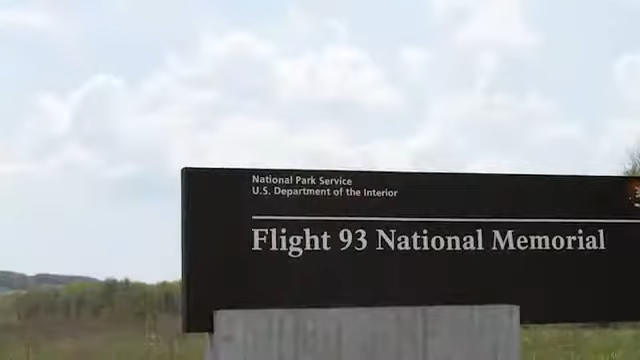 National Park Service
U.S. Department of the Interior
Flight 93 National Memorial